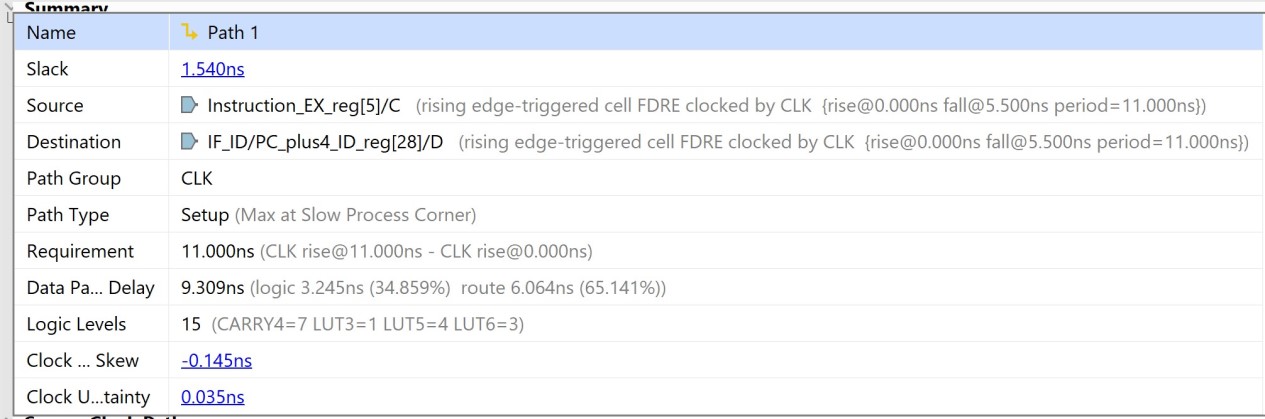 Summary
Name Path 1
Slack 1.540ns
Source Instruction_EX_reg[5]/C (rising edge-triggered cell FDRE clocked by CLK {rise@0.000ns fall@5.500ns period=11.000ns})
Destination IF_ID/PC_plus4_ID_reg[28]/D (rising edge-triggered cell FDRE clocked by CLK {rise@0.000ns fall@5.500ns period=11.000ns})
Path Group CLK
Path Type Setup (Max at Slow Process Corner)
Requirement 11.000ns (CLK rise@11.000ns - CLK rise@0.000ns)
Data Pa... Delay 9.309ns (logic 3.245ns (34.859%) route 6.064ns (65.141%))
Logic Levels 15 (CARRY4=7 LUT3=1 LUT5=4 LUT6=3)
Clock ... Skew -0.145ns
Clock U...tainty 0.035ns